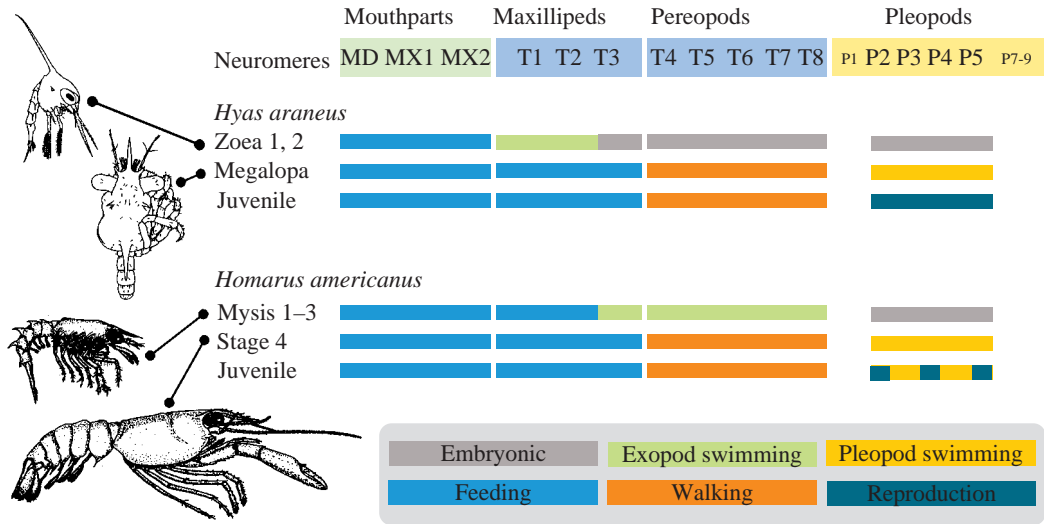 Mouthparts Maxillipeds Pereopods Pleopods
Neuromeres MD MX1 MX2 T1 T2 T3 T4 T5 T6 T7 T8 P1 P2 P3 P4 P5 P7-9
Hyas araneus
Zoea 1, 2
Megalopa
Juvenile
Homarus americanus
Mysis 1–3
Stage 4
Juvenile
Embryonic Exopod swimming Pleopod swimming
Feeding Walking Reproduction